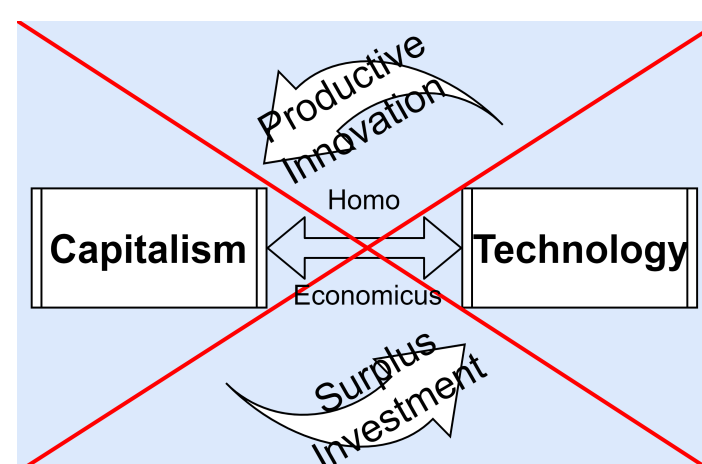 Productive
Innovation
Homo
Capitalism
Technology
Economicus
Surplus
Investment